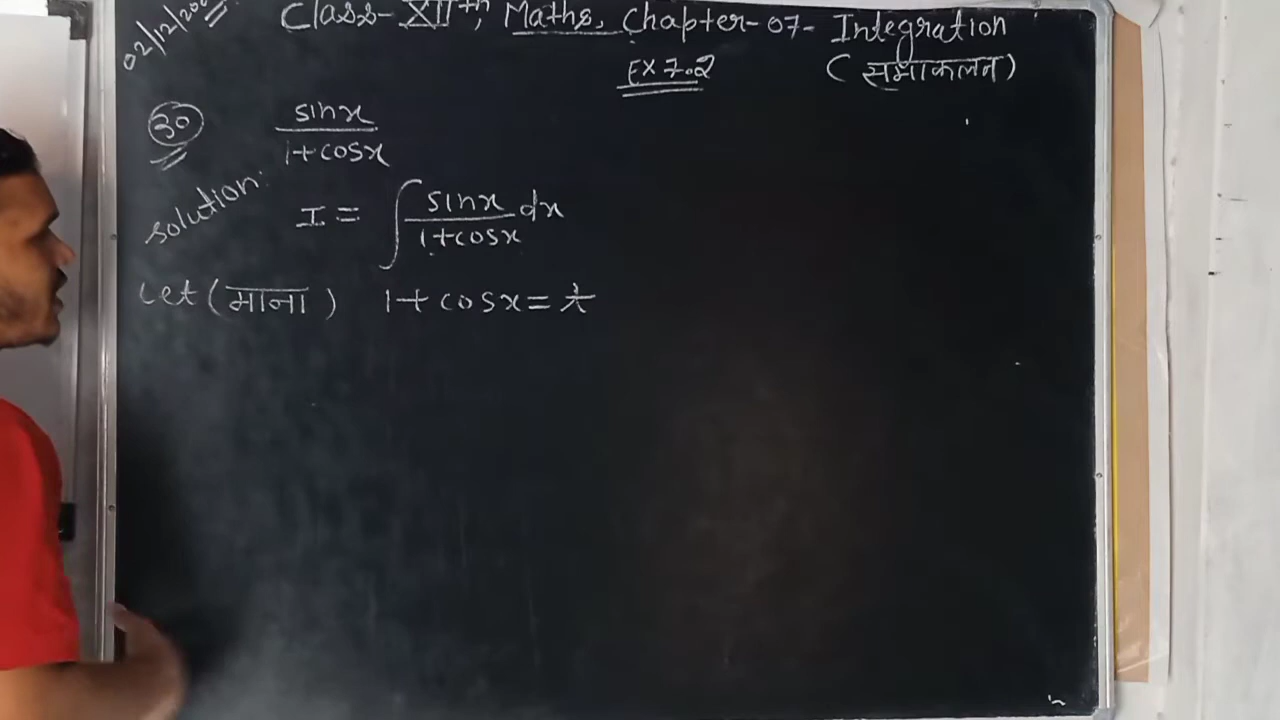 Class-XIIth, Maths, Chapter-07- Integration
02/12/20
Ex 7.2 (समाकलन)
30 sinx
1+cosx
solution: I = ∫ sinx/1+cosx dx
Let (माना) 1+cosx = t